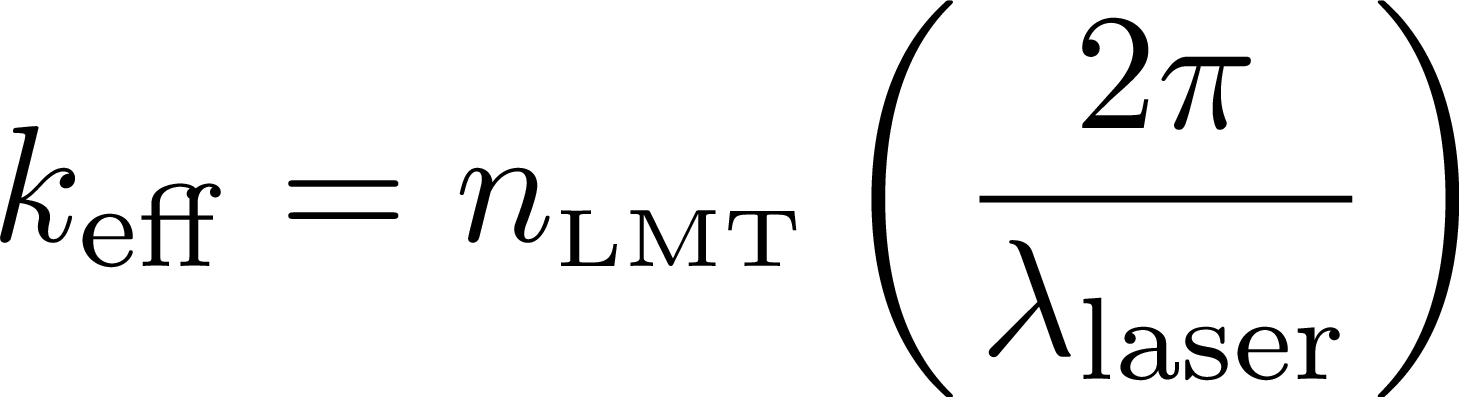 k_eff = n_LMT (2π / λ_laser)